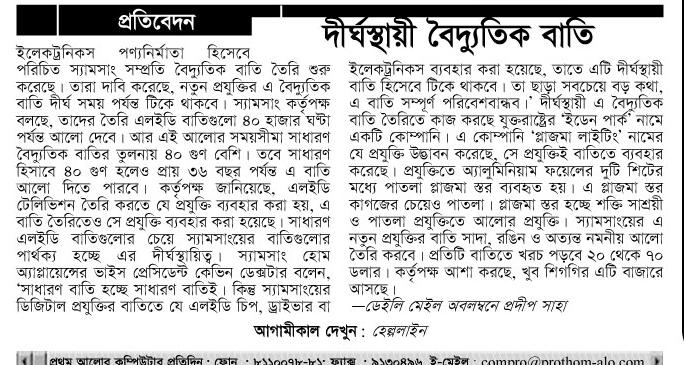 প্রতিবেদন
দীর্ঘস্থায়ী বৈদ্যুতিক বাতি
ইলেকট্রনিকস পণ্যনির্মাতা হিসেবে
পরিচিত স্যামসাং সম্প্রতি বৈদ্যুতিক বাতি তৈরি শুরু
করেছে। তারা দাবি করেছে, নতুন প্রযুক্তির এ বৈদ্যুতিক
বাতি দীর্ঘ সময় পর্যন্ত টিকে থাকবে। স্যামসাং কর্তৃপক্ষ
বলছে, তাদের তৈরি এলইডি বাতিগুলো ৪০ হাজার ঘন্টা
পর্যন্ত আলো দেবে। আর এই আলোর সময়সীমা সাধারণ
বৈদ্যুতিক বাতির তুলনায় ৪০ গুণ বেশি। তবে সাধারণ
হিসাবে ৪০ গুণ হলেও প্রায় ৩৬ বছর পর্যন্ত এ বাতি
আলো দিতে পারবে। কর্তৃপক্ষ জানিয়েছে, এলইডি
টেলিভিশন তৈরি করতে যে প্রযুক্তি ব্যবহার করা হয়, এ
বাতি তৈরিতেও সে প্রযুক্তি ব্যবহার করা হয়েছে। সাধারণ
এলইডি বাতিগুলোর চেয়ে স্যামসাংয়ের বাতিগুলোর
পার্থক্য হচ্ছে এর দীর্ঘস্থায়িত্ব। স্যামসাং হোম
অ্যাপ্লায়েন্সের ভাইস প্রেসিডেন্ট কেভিন ডেক্সটার বলেন,
‘সাধারণ বাতি হচ্ছে সাধারণ বাতিই। কিন্তু স্যামসাংয়ের
ডিজিটাল প্রযুক্তির বাতিতে যে এলইডি চিপ, ড্রাইভার বা
ইলেকট্রনিকস ব্যবহার করা হয়েছে, তাতে এটি দীর্ঘস্থায়ী
বাতি হিসেবে টিকে থাকবে। তা ছাড়া সবচেয়ে বড় কথা,
এ বাতি সম্পূর্ণ পরিবেশবান্ধব।’ দীর্ঘস্থায়ী এ বৈদ্যুতিক
বাতি তৈরিতে কাজ করছে যুক্তরাষ্ট্রের ‘ইডেন পার্ক’ নামে
একটি কোম্পানি। এ কোম্পানি ‘প্লাজমা লাইটিং’ নামের
যে প্রযুক্তি উদ্ভাবন করেছে, সে প্রযুক্তিই বাতিতে ব্যবহার
করেছে। প্রযুক্তিতে অ্যালুমিনিয়াম ফয়েলের দুটি শিটের
মধ্যে পাতলা প্লাজমা স্তর ব্যবহৃত হয়। এ প্লাজমা স্তর
কাগজের চেয়েও পাতলা। প্লাজমা স্তর হচ্ছে শক্তি সাশ্রয়ী
ও পাতলা প্রযুক্তিতে আলোর প্রযুক্তি। স্যামসাংয়ের এ
নতুন প্রযুক্তির বাতি সাদা, রঙিন ও অত্যন্ত নমনীয় আলো
তৈরি করবে। প্রতিটি বাতিতে খরচ পড়বে ২০ থেকে ৭০
ডলার। কর্তৃপক্ষ আশা করছে, খুব শিগগির এটি বাজারে
আসছে।
—ডেইলি মেইল অবলম্বনে প্রদীপ সাহা
আগামীকাল দেখুন : হেল্পলাইন
প্রথম আলোর কম্পিউটার প্রতিদিন : ফোন : ৮১১০০৭৮-৮১; ফ্যাক্স : ৯১৩০৪৯৬, ই-মেইল : compro@prothom-alo.com